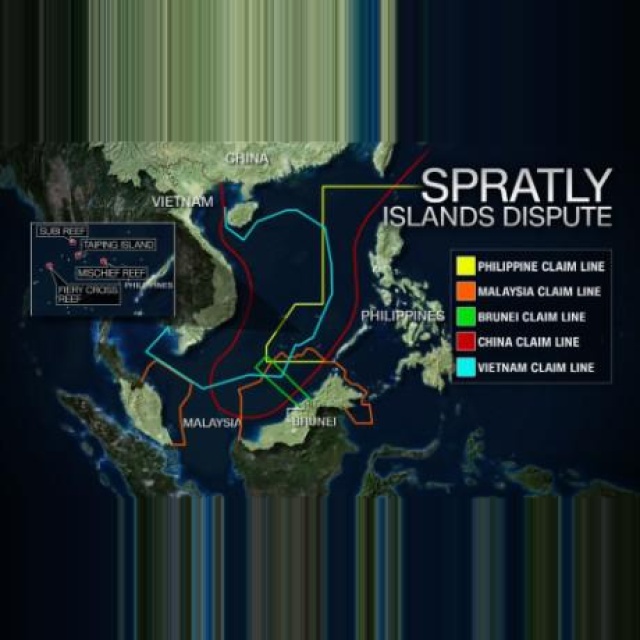 CHINA
VIETNAM
SPRATLY
ISLANDS DISPUTE
SUBI REEF
TAIPING ISLAND
MISCHIEF REEF
PHILIPPINES
FIERY CROSS
REEF
PHILIPPINES
MALAYSIA
BRUNEI
PHILIPPINE CLAIM LINE
MALAYSIA CLAIM LINE
BRUNEI CLAIM LINE
CHINA CLAIM LINE
VIETNAM CLAIM LINE